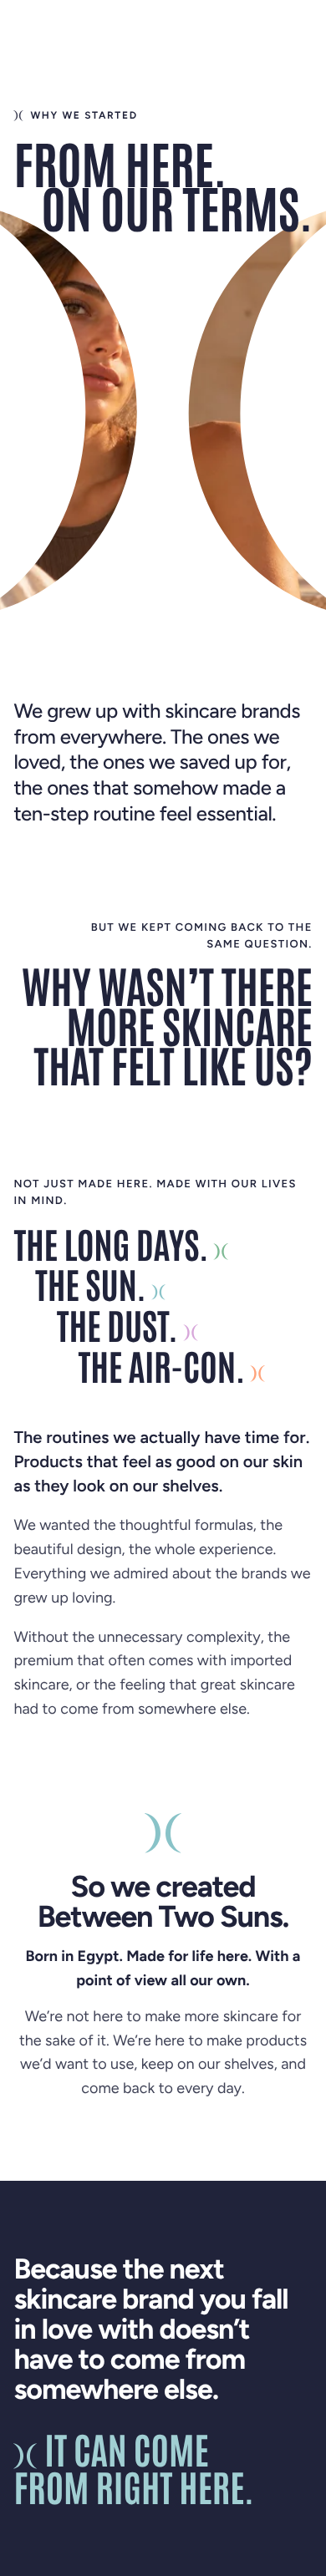 WHY WE STARTED
FROM HERE.
ON OUR TERMS.
We grew up with skincare brands
from everywhere. The ones we
loved, the ones we saved up for,
the ones that somehow made a
ten-step routine feel essential.
BUT WE KEPT COMING BACK TO THE
SAME QUESTION.
WHY WASN’T THERE
MORE SKINCARE
THAT FELT LIKE US?
NOT JUST MADE HERE. MADE WITH OUR LIVES
IN MIND.
THE LONG DAYS.
THE SUN.
THE DUST.
THE AIR-CON.
The routines we actually have time for.
Products that feel as good on our skin
as they look on our shelves.
We wanted the thoughtful formulas, the
beautiful design, the whole experience.
Everything we admired about the brands we
grew up loving.
Without the unnecessary complexity, the
premium that often comes with imported
skincare, or the feeling that great skincare
had to come from somewhere else.
So we created
Between Two Suns.
Born in Egypt. Made for life here. With a
point of view all our own.
We’re not here to make more skincare for
the sake of it. We’re here to make products
we’d want to use, keep on our shelves, and
come back to every day.
Because the next
skincare brand you fall
in love with doesn’t
have to come from
somewhere else.
IT CAN COME
FROM RIGHT HERE.